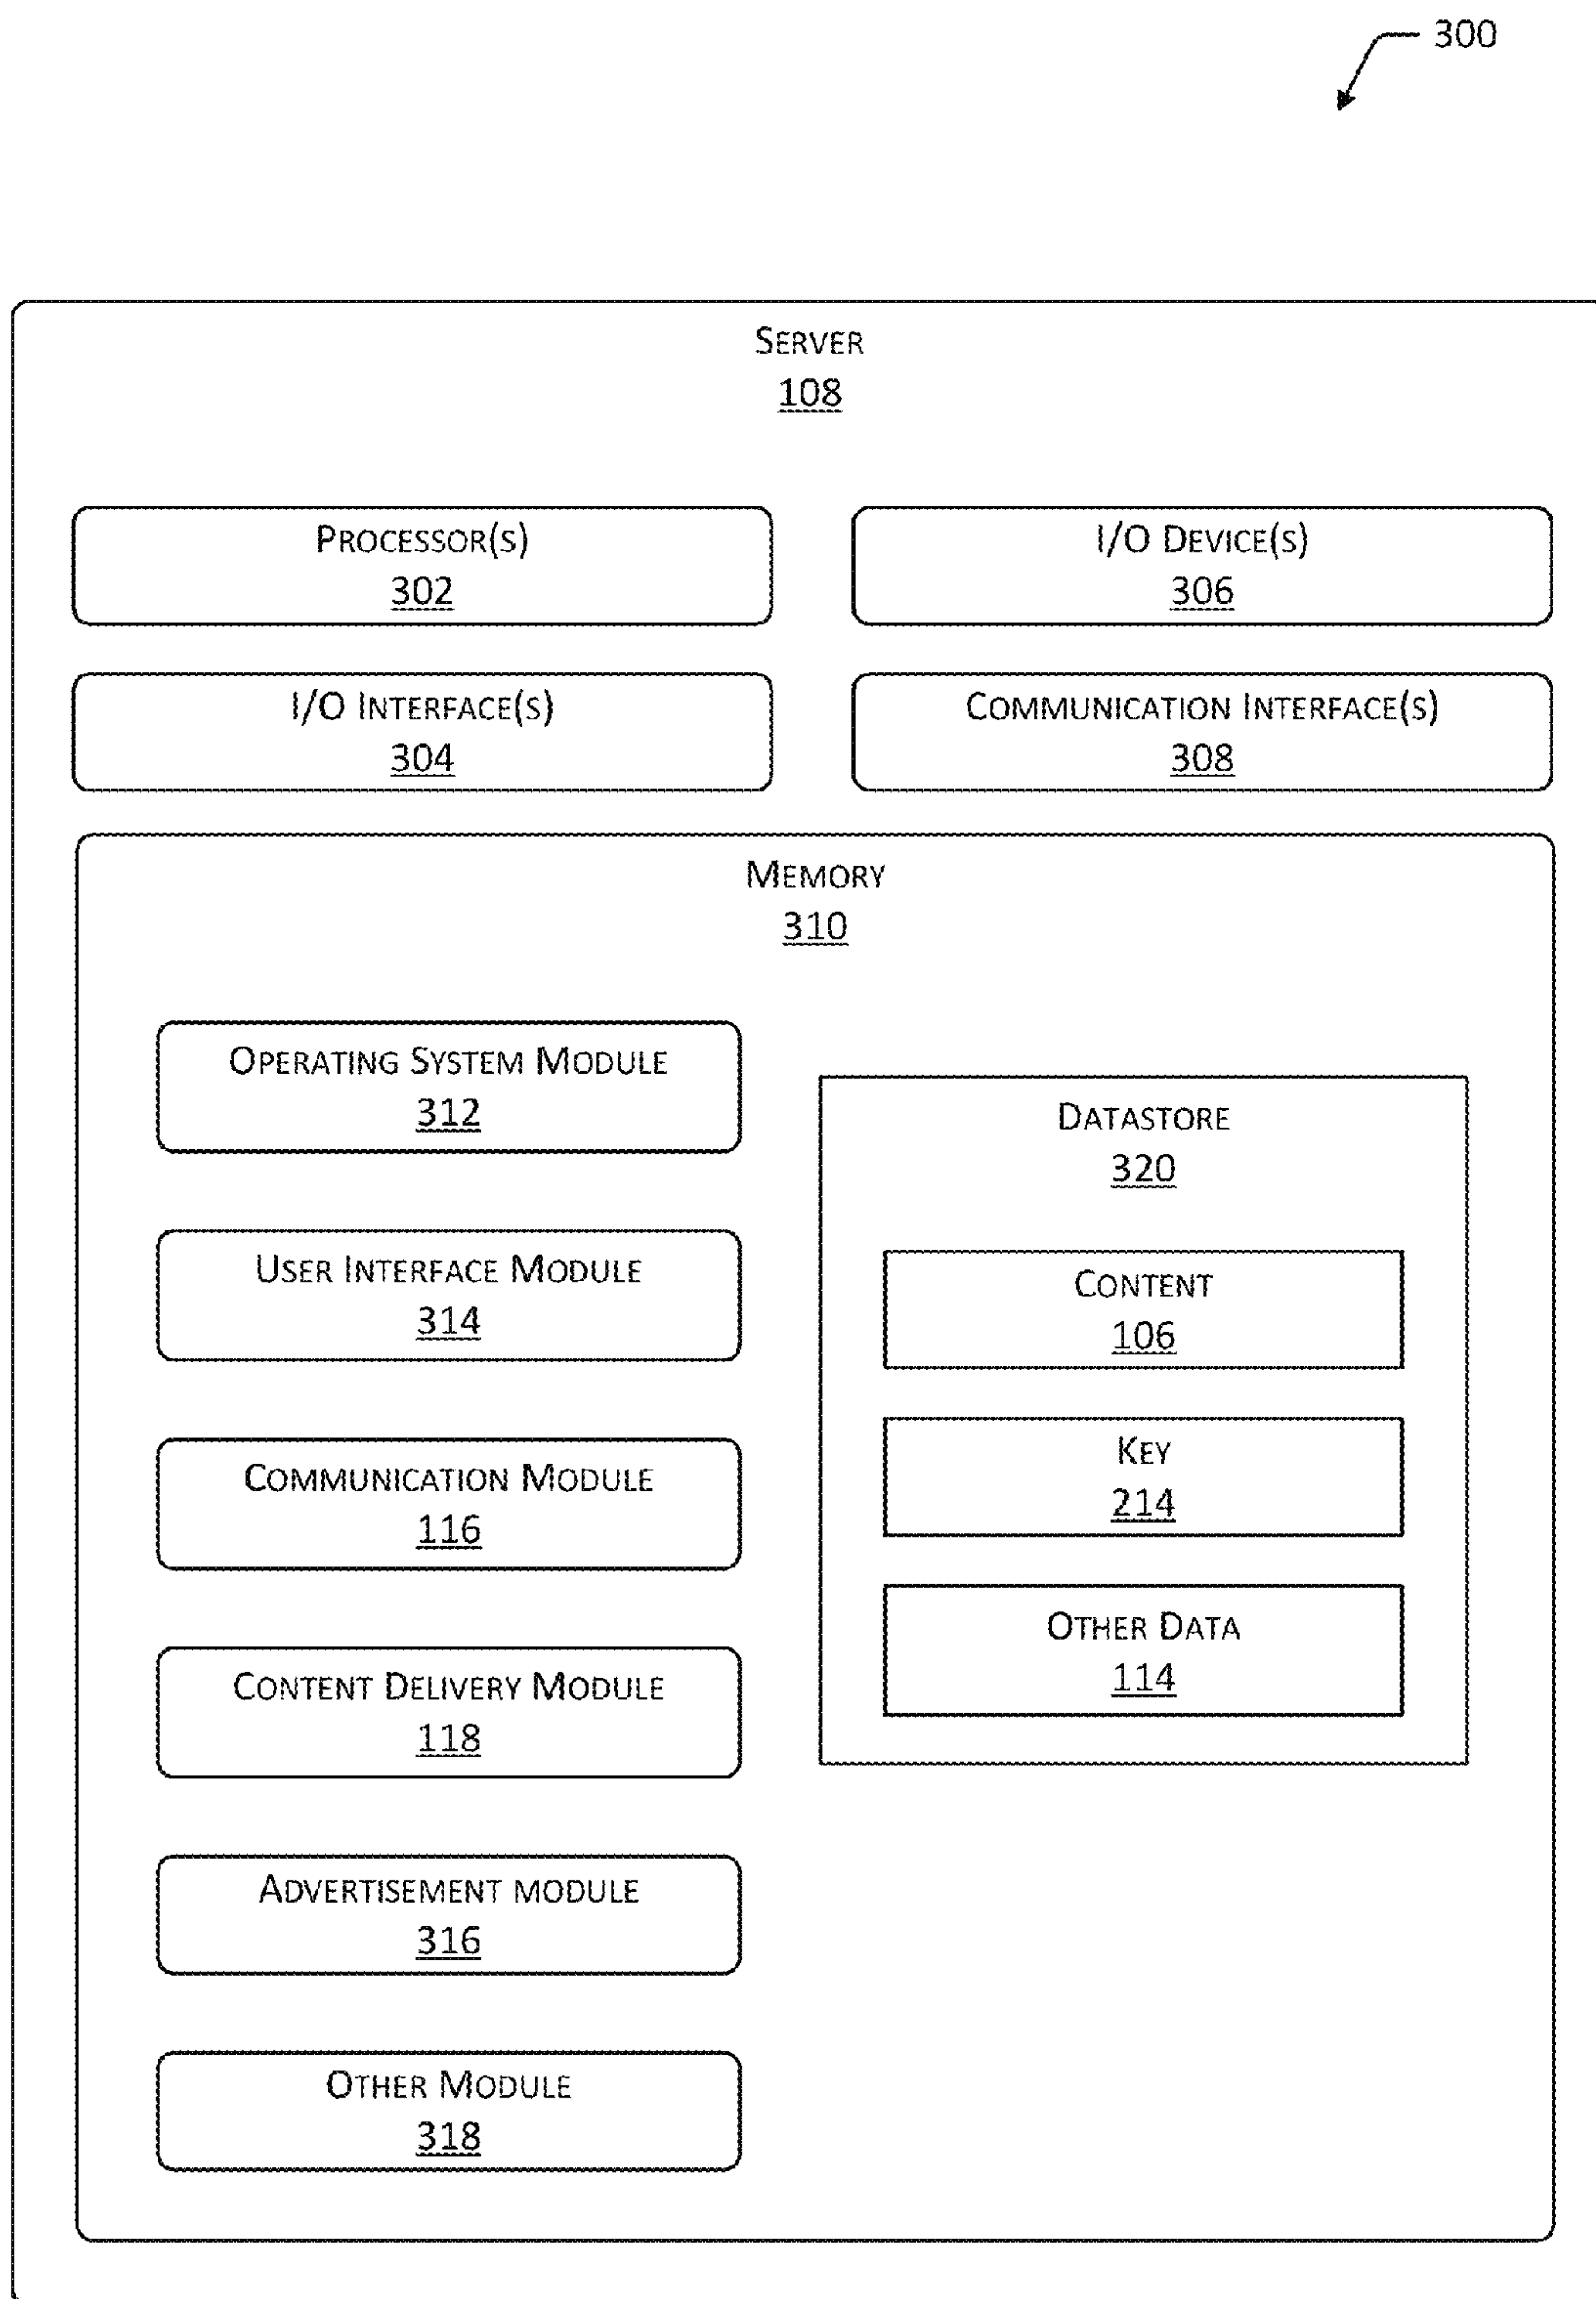 300
SERVER
108
PROCESSOR(S)
302
I/O DEVICE(S)
306
I/O INTERFACE(S)
304
COMMUNICATION INTERFACE(S)
308
MEMORY
310
OPERATING SYSTEM MODULE
312
USER INTERFACE MODULE
314
COMMUNICATION MODULE
116
CONTENT DELIVERY MODULE
118
ADVERTISEMENT MODULE
316
OTHER MODULE
318
DATASTORE
320
CONTENT
106
KEY
214
OTHER DATA
114